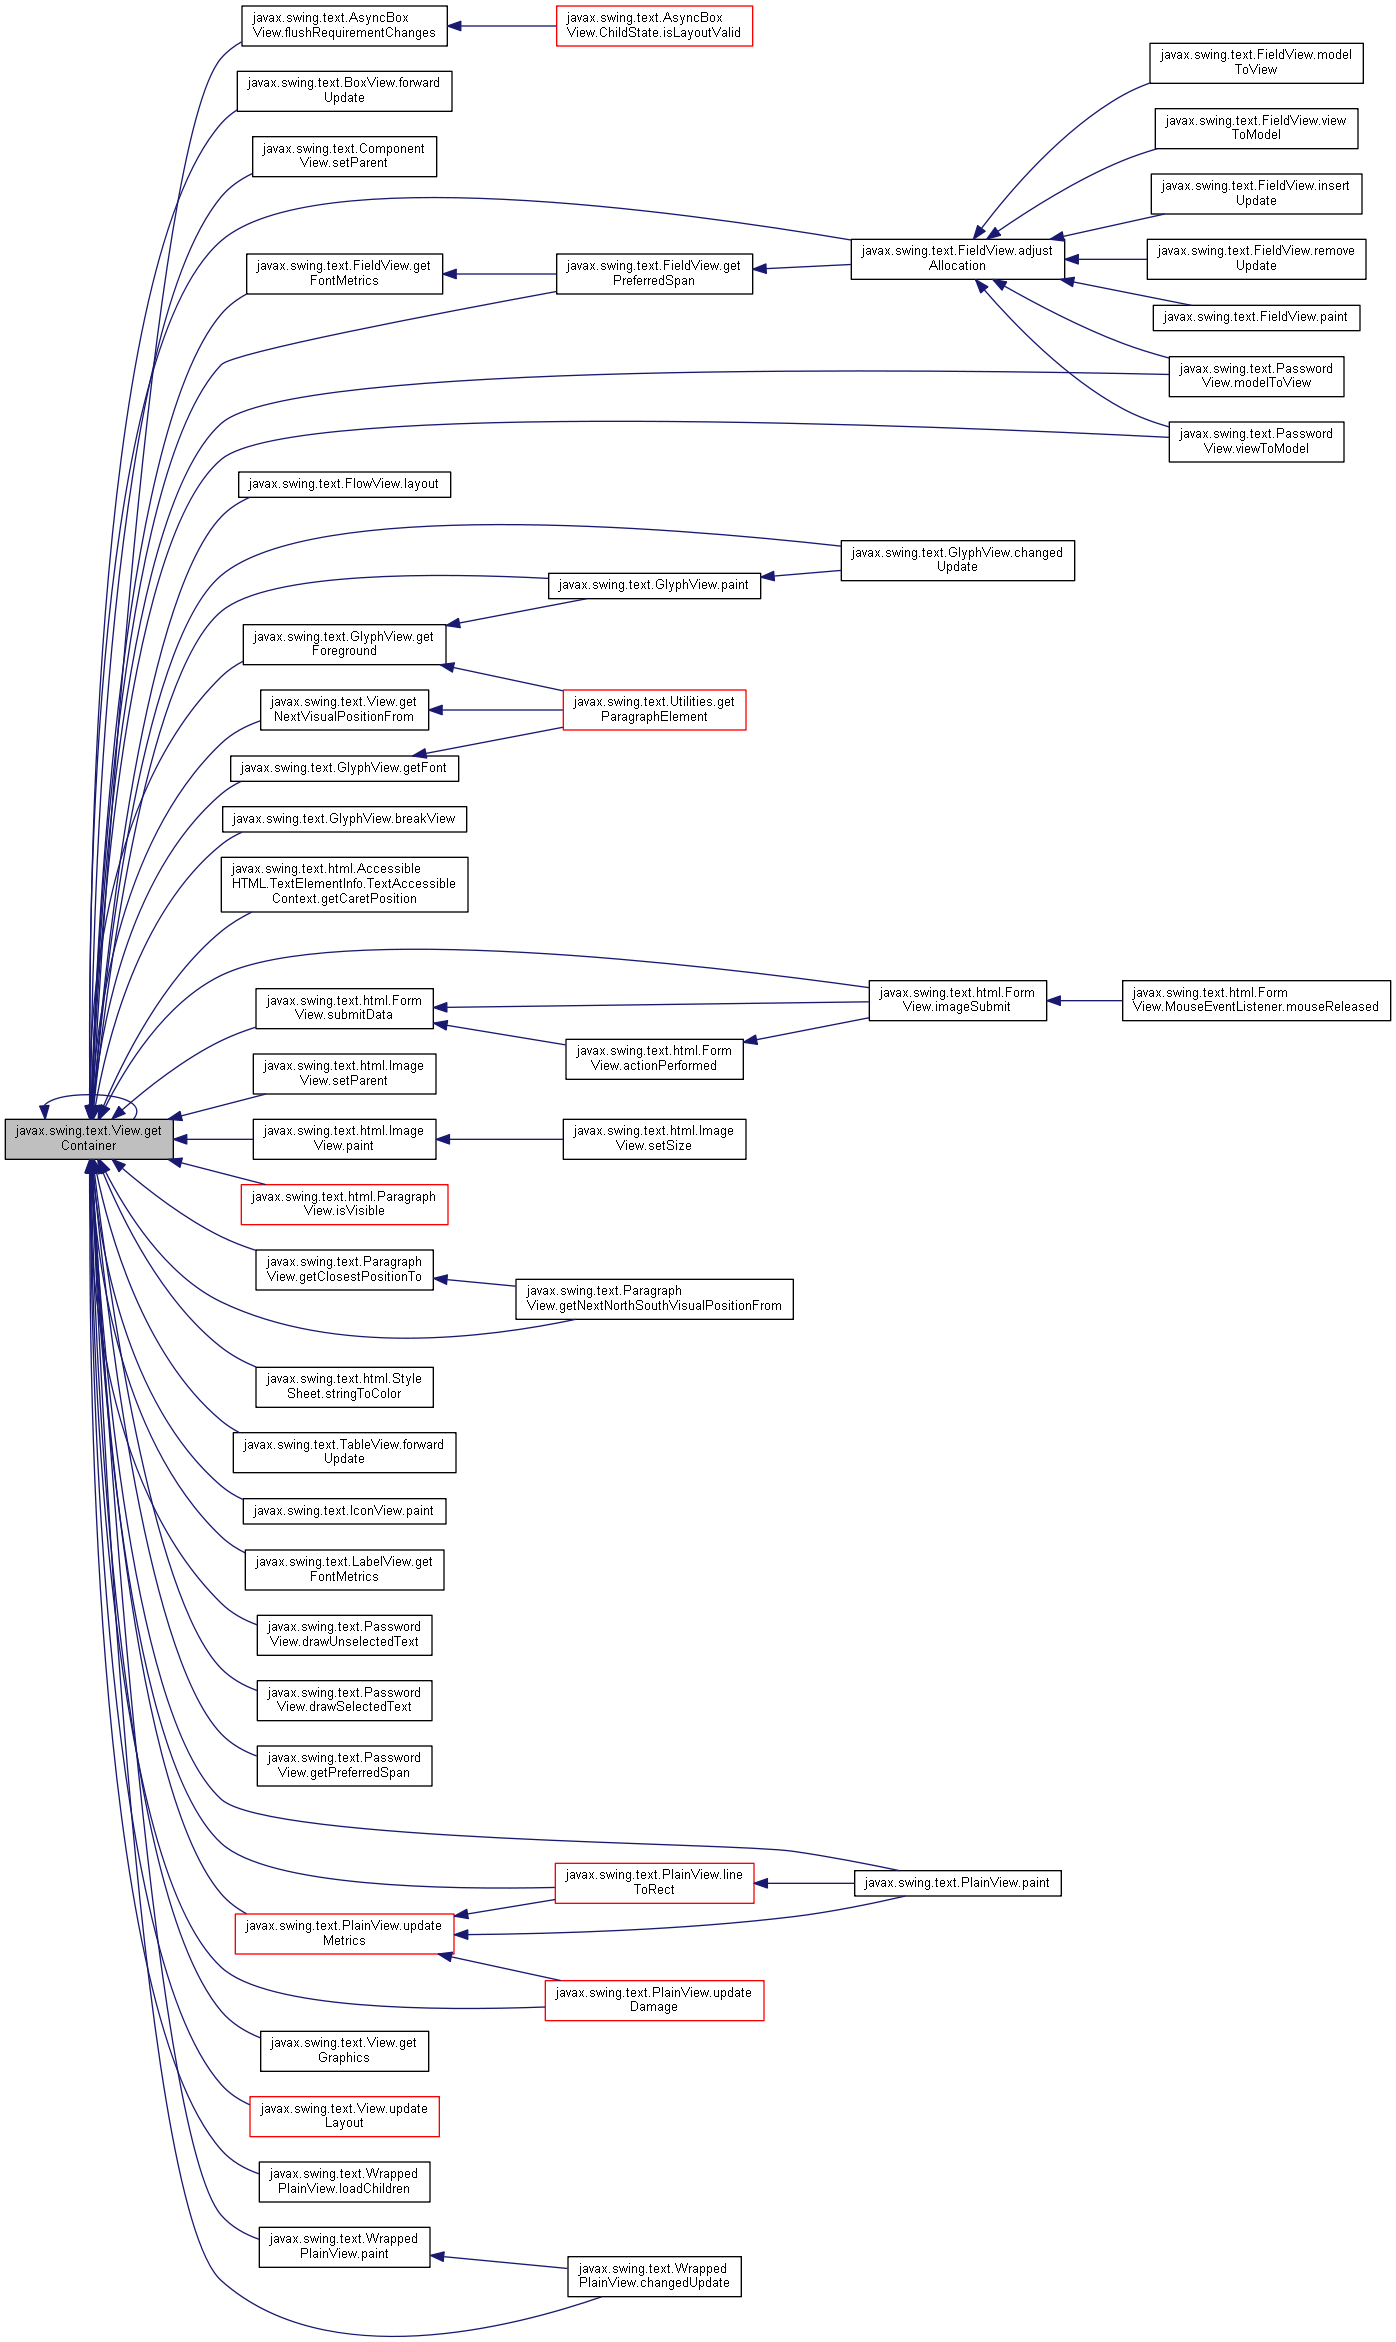 javax.swing.text.AsyncBox
View.flushRequirementChanges
javax.swing.text.AsyncBox
View.ChildState.isLayoutValid
javax.swing.text.BoxView.forward
Update
javax.swing.text.Component
View.setParent
javax.swing.text.FieldView.model
ToView
javax.swing.text.FieldView.view
ToModel
javax.swing.text.FieldView.insert
Update
javax.swing.text.FieldView.adjust
Allocation
javax.swing.text.FieldView.remove
Update
javax.swing.text.FieldView.get
FontMetrics
javax.swing.text.FieldView.get
PreferredSpan
javax.swing.text.FieldView.paint
javax.swing.text.Password
View.modelToView
javax.swing.text.Password
View.viewToModel
javax.swing.text.FlowView.layout
javax.swing.text.GlyphView.changed
Update
javax.swing.text.GlyphView.paint
javax.swing.text.GlyphView.get
Foreground
javax.swing.text.View.get
NextVisualPositionFrom
javax.swing.text.Utilities.get
ParagraphElement
javax.swing.text.GlyphView.getFont
javax.swing.text.GlyphView.breakView
javax.swing.text.html.Accessible
HTML.TextElementInfo.TextAccessible
Context.getCaretPosition
javax.swing.text.html.Form
View.submitData
javax.swing.text.html.Form
View.imageSubmit
javax.swing.text.html.Form
View.MouseEventListener.mouseReleased
javax.swing.text.html.Form
View.actionPerformed
javax.swing.text.html.Image
View.setParent
javax.swing.text.View.get
Container
javax.swing.text.html.Image
View.paint
javax.swing.text.html.Image
View.setSize
javax.swing.text.html.Paragraph
View.isVisible
javax.swing.text.Paragraph
View.getClosestPositionTo
javax.swing.text.Paragraph
View.getNextNorthSouthVisualPositionFrom
javax.swing.text.html.Style
Sheet.stringToColor
javax.swing.text.TableView.forward
Update
javax.swing.text.IconView.paint
javax.swing.text.LabelView.get
FontMetrics
javax.swing.text.Password
View.drawUnselectedText
javax.swing.text.Password
View.drawSelectedText
javax.swing.text.Password
View.getPreferredSpan
javax.swing.text.PlainView.line
ToRect
javax.swing.text.PlainView.paint
javax.swing.text.PlainView.update
Metrics
javax.swing.text.PlainView.update
Damage
javax.swing.text.View.get
Graphics
javax.swing.text.View.update
Layout
javax.swing.text.Wrapped
PlainView.loadChildren
javax.swing.text.Wrapped
PlainView.paint
javax.swing.text.Wrapped
PlainView.changedUpdate